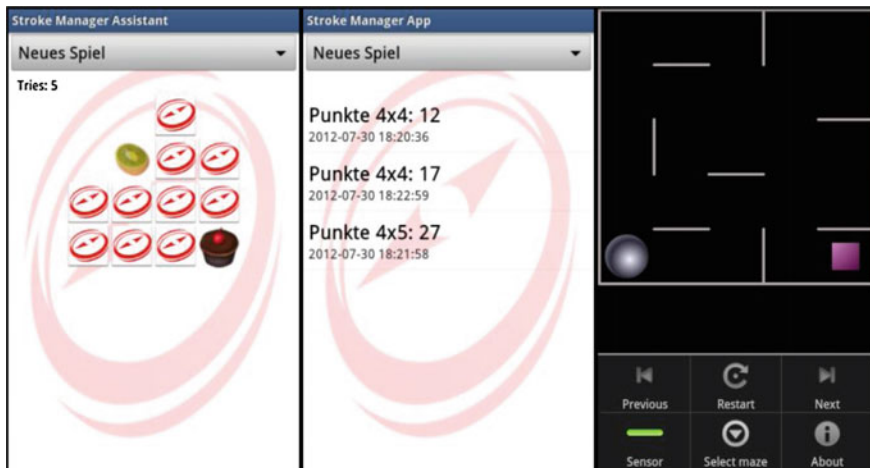 Stroke Manager Assistant
Neues Spiel
Tries: 5
Stroke Manager App
Neues Spiel
Punkte 4x4: 12
2012-07-30 18:20:36
Punkte 4x4: 17
2012-07-30 18:22:59
Punkte 4x5: 27
2012-07-30 18:21:58
Previous
Restart
Next
Sensor
Select maze
About